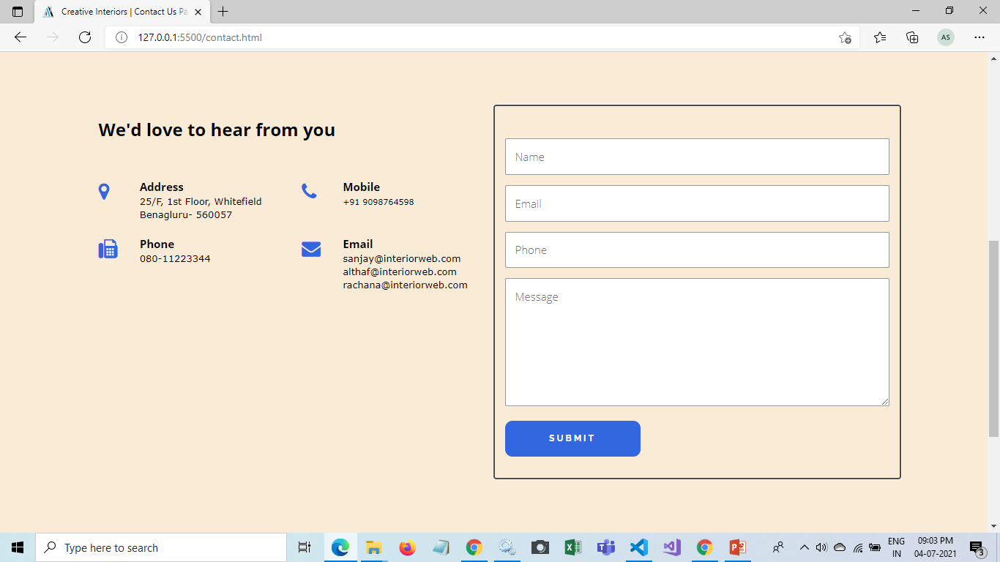 Creative Interiors | Contact Us Pa
127.0.0.1:5500/contact.html
AS
We'd love to hear from you
Address
25/F, 1st Floor, Whitefield
Benagluru- 560057
Mobile
+91 9098764598
Phone
080-11223344
Email
sanjay@interiorweb.com
althaf@interiorweb.com
rachana@interiorweb.com
Name
Email
Phone
Message
SUBMIT
Type here to search
ENG
IN
09:03 PM
04-07-2021
3